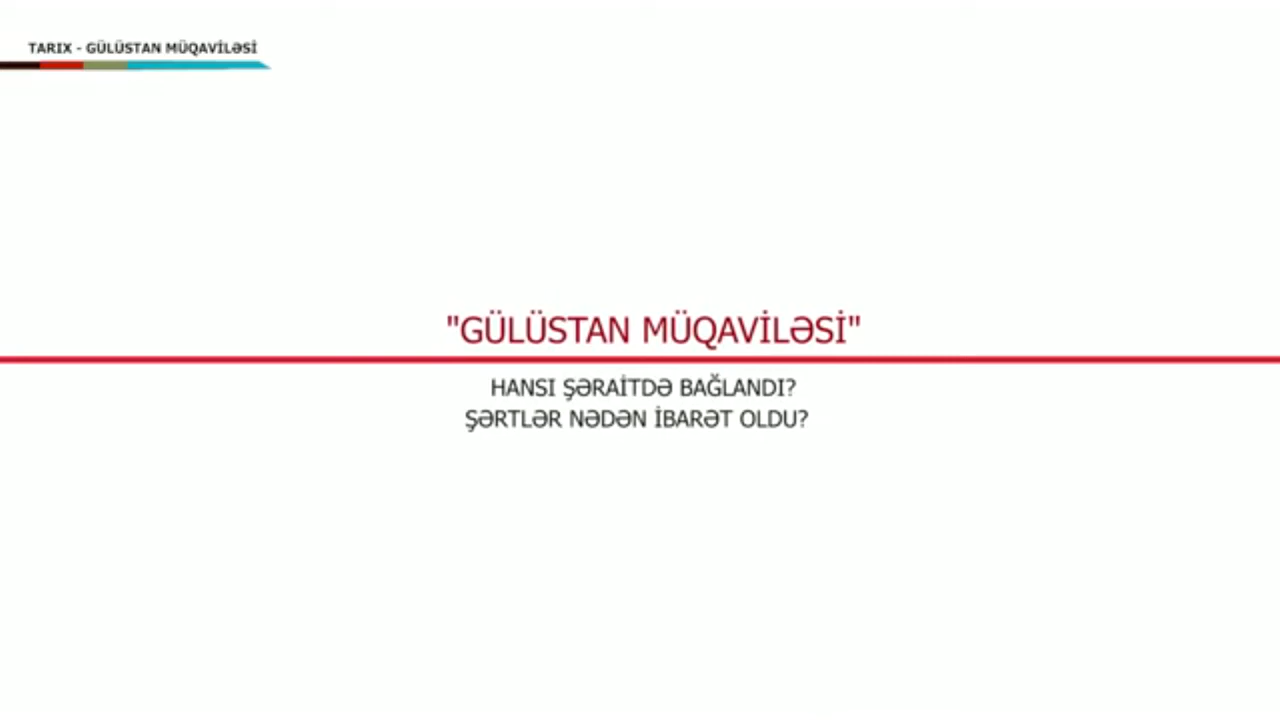 TARIX - GÜLÜSTAN MÜQAVİLƏSİ
"GÜLÜSTAN MÜQAVİLƏSİ"
HANSI ŞƏRAİTDƏ BAĞLANDI?
ŞƏRTLƏR NƏDƏN İBARƏT OLDU?